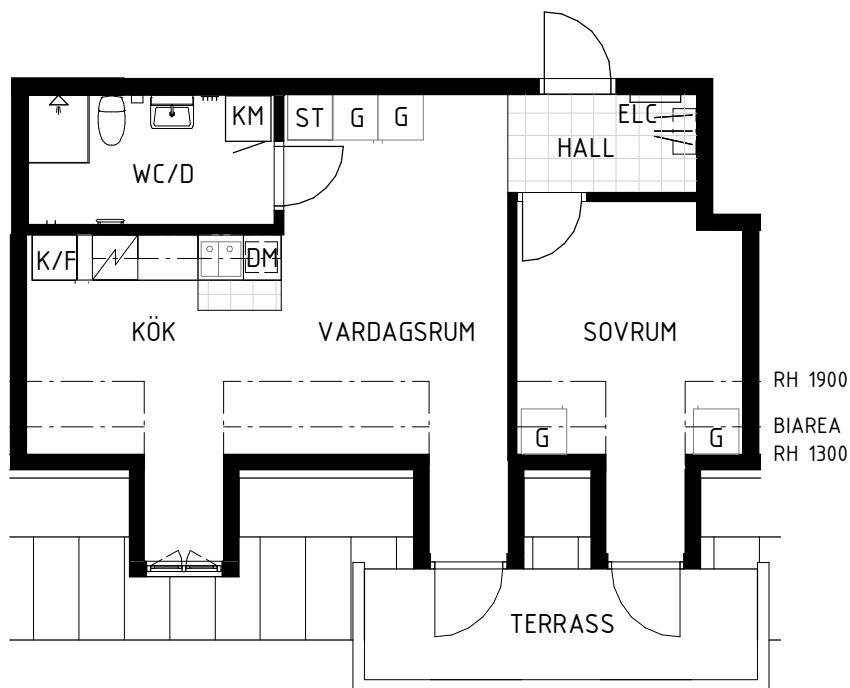 ELC
KM
ST
G
G
HALL
WC/D
K/F
DM
KÖK
VARDAGSRUM
SOVRUM
RH 1900
BIAREA
G
G
RH 1300
TERRASS